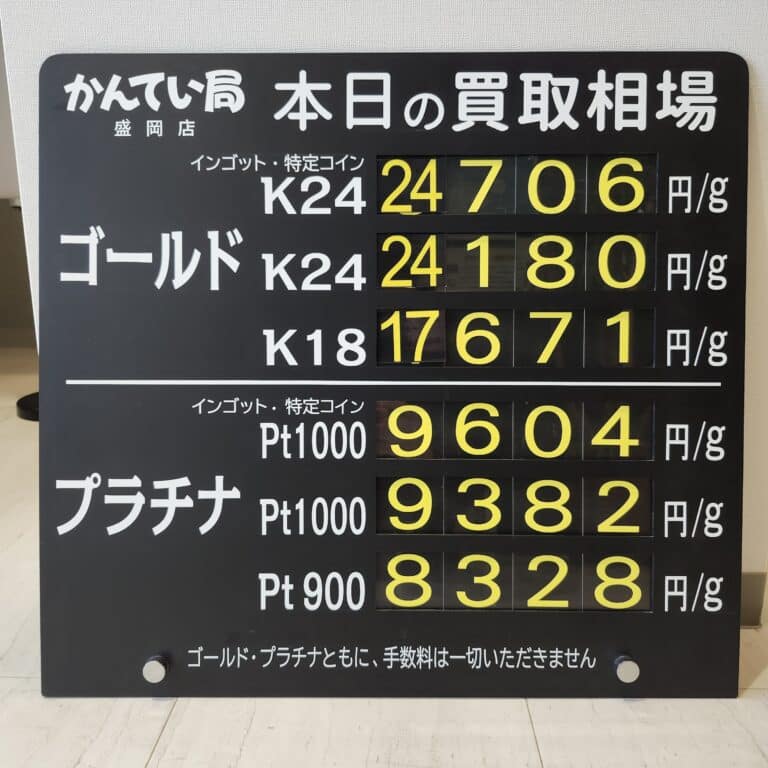 かんてい局 本日の買取相場
盛岡店
インゴット・特定コイン
K24 24706 円/g
ゴールド K24 24180 円/g
K18 17671 円/g
インゴット・特定コイン
Pt1000 9604 円/g
プラチナ Pt1000 9382 円/g
Pt900 8328 円/g
ゴールド・プラチナともに、手数料は一切いただきません